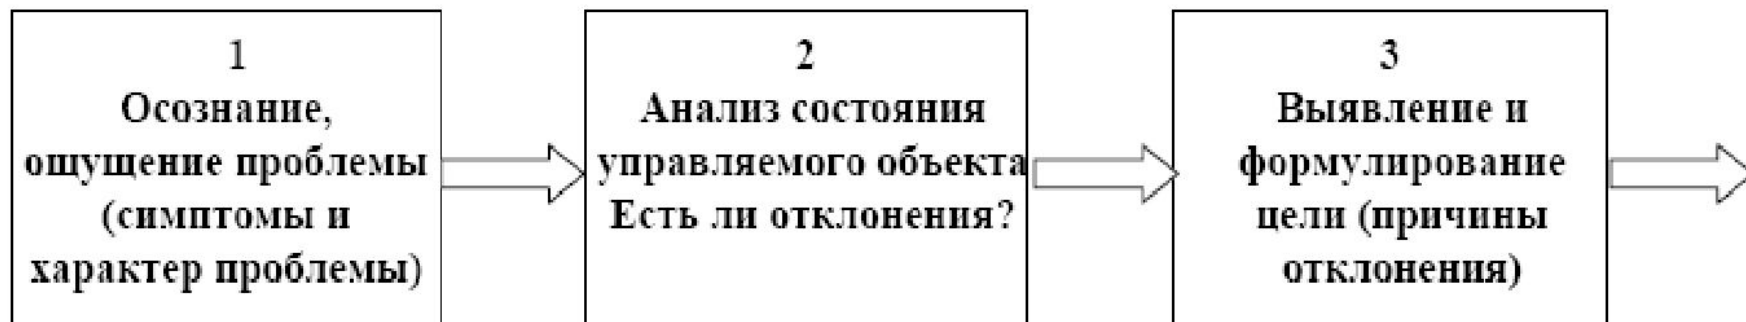 1
Осознание,
ощущение проблемы
(симптомы и
характер проблемы)
2
Анализ состояния
управляемого объекта
Есть ли отклонения?
3
Выявление и
формулирование
цели (причины
отклонения)